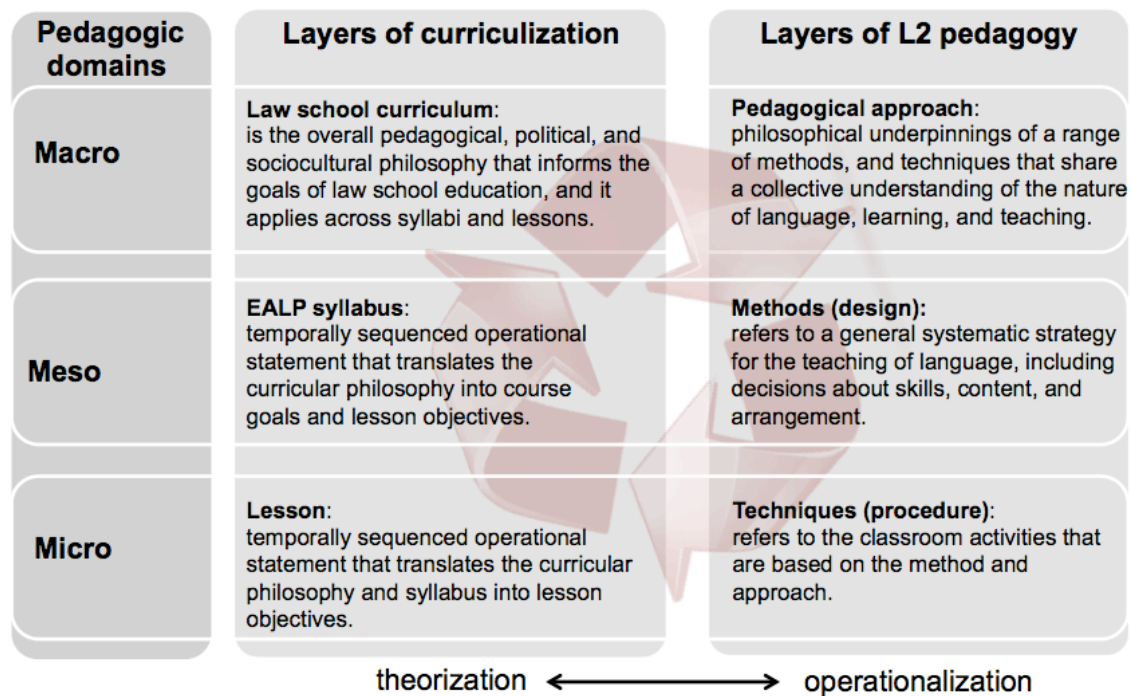 Pedagogic
domains
Layers of curriculization
Layers of L2 pedagogy
Macro
Law school curriculum:
is the overall pedagogical, political, and
sociocultural philosophy that informs the
goals of law school education, and it
applies across syllabi and lessons.
Pedagogical approach:
philosophical underpinnings of a range
of methods, and techniques that share
a collective understanding of the nature
of language, learning, and teaching.
Meso
EALP syllabus:
temporally sequenced operational
statement that translates the
curricular philosophy into course
goals and lesson objectives.
Methods (design):
refers to a general systematic strategy
for the teaching of language, including
decisions about skills, content, and
arrangement.
Micro
Lesson:
temporally sequenced operational
statement that translates the curricular
philosophy and syllabus into lesson
objectives.
Techniques (procedure):
refers to the classroom activities that
are based on the method and
approach.
theorization
operationalization